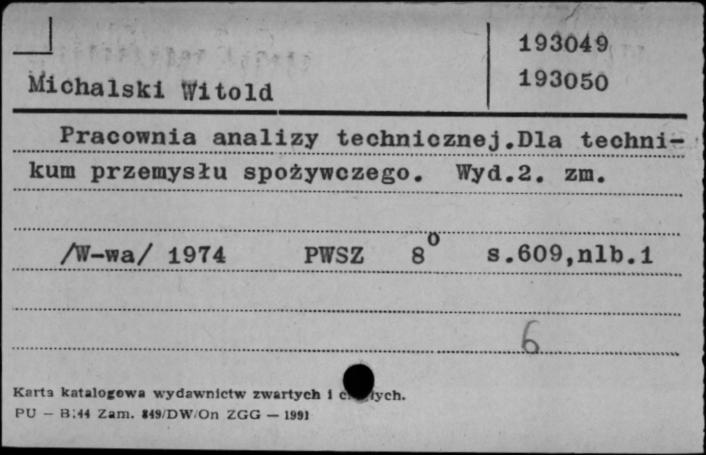 193049
193050
Michalski Witold
Pracownia analizy technicznej.Dla techni-
kum przemysłu spożywczego. Wyd.2. zm.
/W-wa/ 1974 PWSZ 8° s.609,nlb.1
6
Karta katalogowa wydawnictw zwartych i
PU - B;44 Zam. 849/DW/On ZGG — 1991